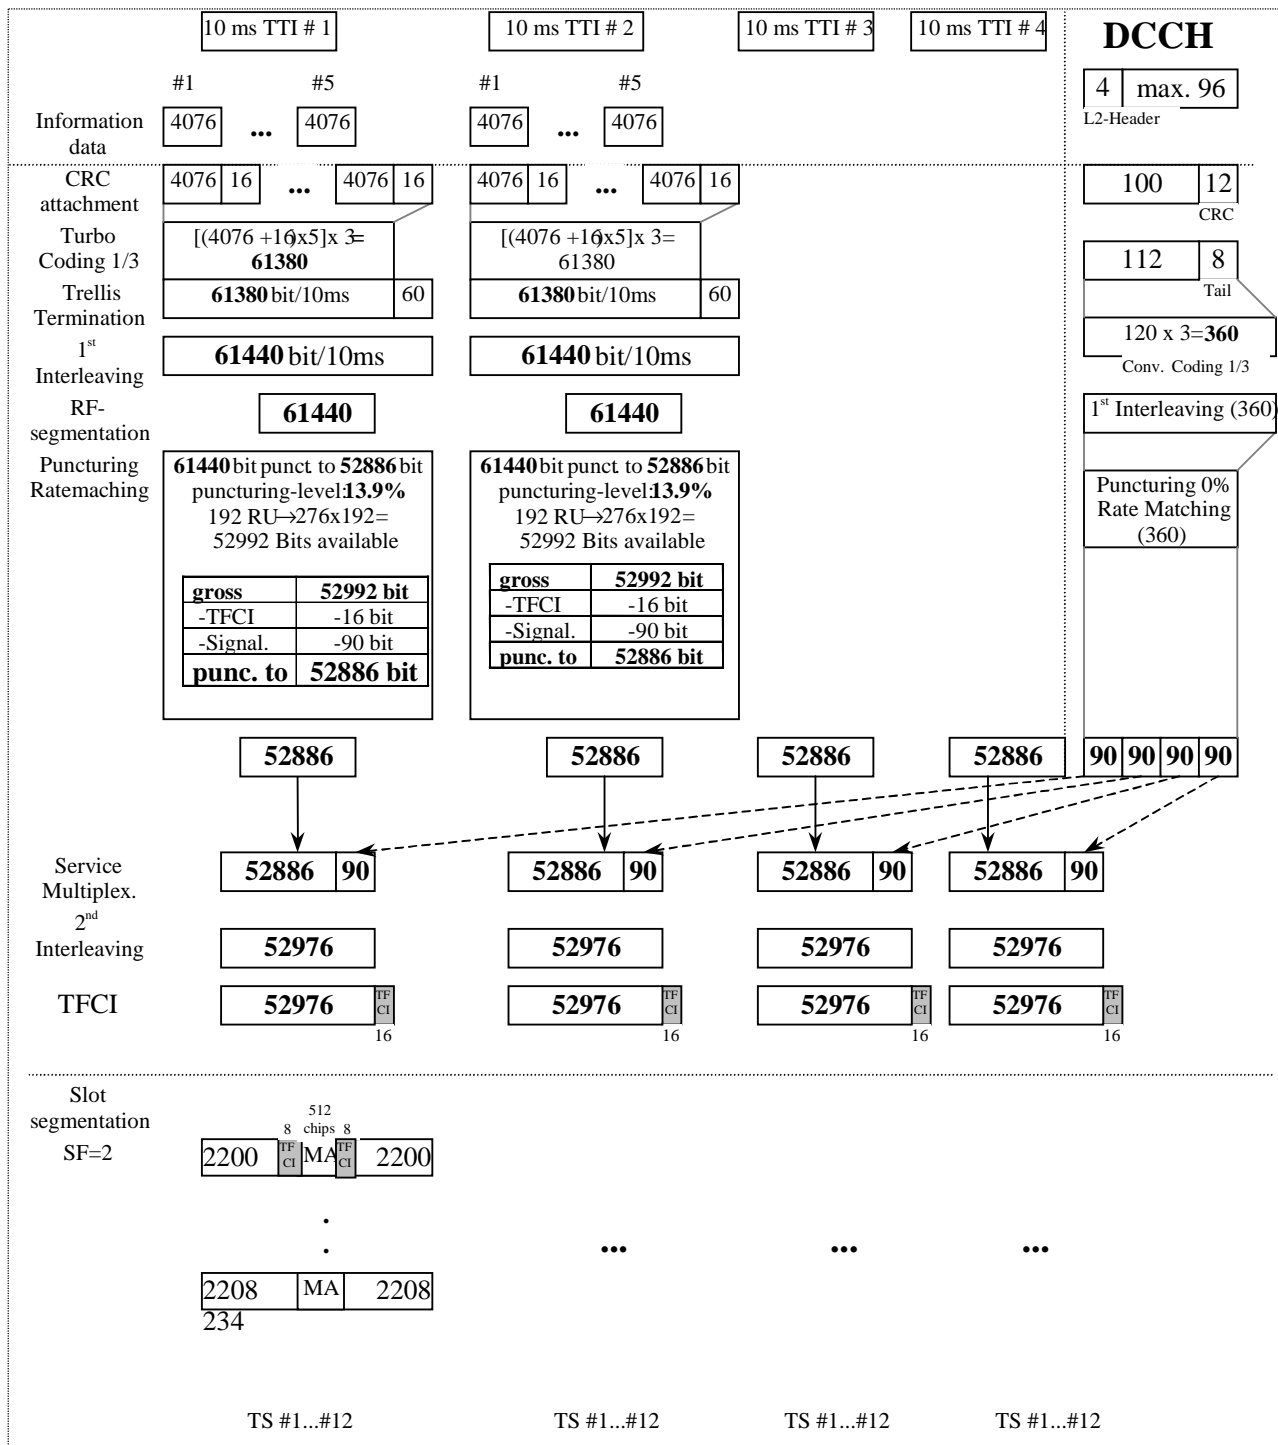 10 ms TTI # 1
10 ms TTI # 2
10 ms TTI # 3
10 ms TTI # 4
DCCH
#1
#5
#1
#5
4
max. 96
L2-Header
Information
data
4076
...
4076
4076
...
4076
CRC
attachment
4076
16
...
4076
16
4076
16
...
4076
16
100
12
CRC
Turbo
Coding 1/3
[(4076 +16)x5]x 3=
61380
[(4076 +16)x5]x 3=
61380
112
8
Tail
Trellis
Termination
61380 bit/10ms
60
61380 bit/10ms
60
1st
Interleaving
61440 bit/10ms
61440 bit/10ms
120 x 3=360
Conv. Coding 1/3
RF-
segmentation
61440
61440
1st Interleaving (360)
Puncturing
Ratemaching
61440 bit punct. to 52886 bit
puncturing-level:13.9%
192 RU→276x192=
52992 Bits available
gross 52992 bit
-TFCI -16 bit
-Signal. -90 bit
punc. to 52886 bit
61440 bit punct. to 52886 bit
puncturing-level:13.9%
192 RU→276x192=
52992 Bits available
gross 52992 bit
-TFCI -16 bit
-Signal. -90 bit
punc. to 52886 bit
Puncturing 0%
Rate Matching
(360)
52886
52886
52886
52886
90 90 90 90
Service
Multiplex.
52886 90
52886 90
52886 90
52886 90
2nd
Interleaving
52976
52976
52976
52976
TFCI
52976
TF
CI
16
52976
TF
CI
16
52976
TF
CI
16
52976
TF
CI
16
Slot
segmentation
SF=2
512
8 chips 8
2200
TF
CI
MA
TF
CI
2200
.
.
...
...
...
2208 MA 2208
234
TS #1...#12
TS #1...#12
TS #1...#12
TS #1...#12